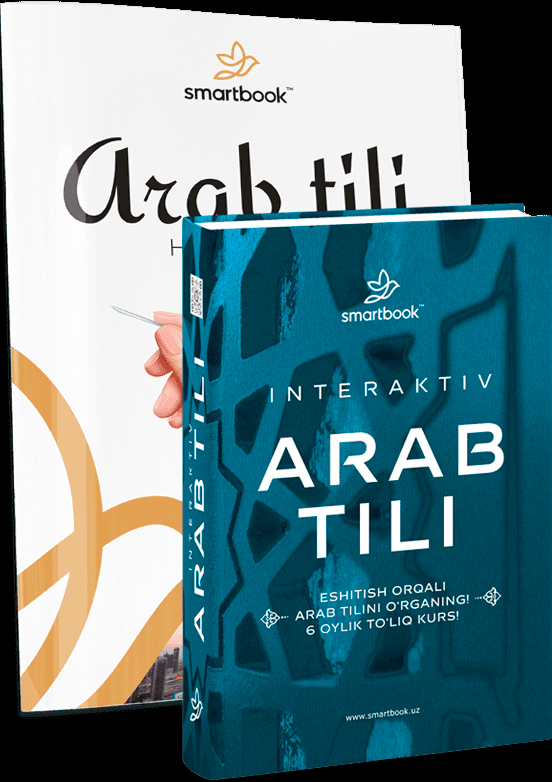 smartbook™
Arab tili
smartbook™
INTERAKTIV
ARAB
TILI
ESHITISH ORQALI
ARAB TILINI O'RGANING!
6 OYLIK TO'LIQ KURS!
www.smartbook.uz
INTERAKTIV
ARAB TILI